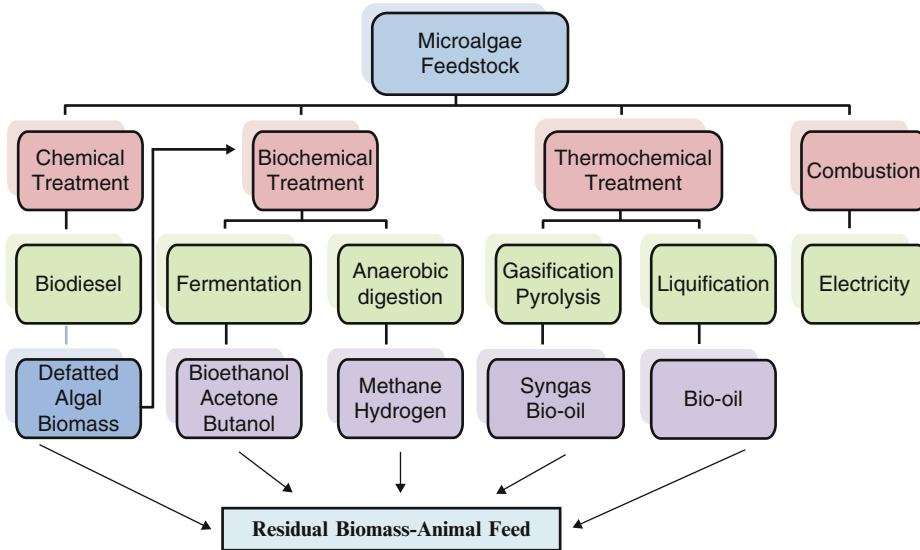 Microalgae
Feedstock
Chemical
Treatment
Biochemical
Treatment
Thermochemical
Treatment
Combustion
Biodiesel
Fermentation
Anaerobic
digestion
Gasification
Pyrolysis
Liquification
Electricity
Defatted
Algal
Biomass
Bioethanol
Acetone
Butanol
Methane
Hydrogen
Syngas
Bio-oil
Bio-oil
Residual Biomass-Animal Feed